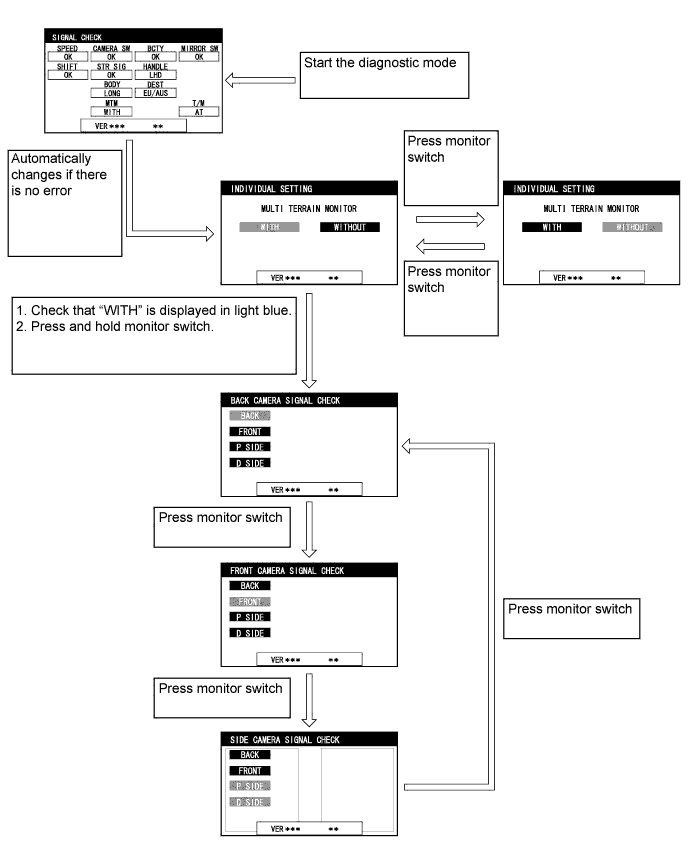 SIGNAL CHECK
SPEED CAMERA SW BCTY MIRROR SW
OK OK OK OK
SHIFT STR SIG HANDLE
OK OK LHD
BODY DEST
LONG EU/AUS
MTM T/M
WITH AT
VER*** **
Start the diagnostic mode
Automatically
changes if there
is no error
INDIVIDUAL SETTING
MULTI TERRAIN MONITOR
WITH WITHOUT
VER*** **
Press monitor
switch
Press monitor
switch
INDIVIDUAL SETTING
MULTI TERRAIN MONITOR
WITH WITHOUT
VER*** **
1. Check that “WITH” is displayed in light blue.
2. Press and hold monitor switch.
BACK CAMERA SIGNAL CHECK
BACK
FRONT
P SIDE
D SIDE
VER*** **
Press monitor switch
FRONT CAMERA SIGNAL CHECK
BACK
FRONT
P SIDE
D SIDE
VER*** **
Press monitor switch
Press monitor switch
SIDE CAMERA SIGNAL CHECK
BACK
FRONT
P SIDE
D SIDE
VER*** **